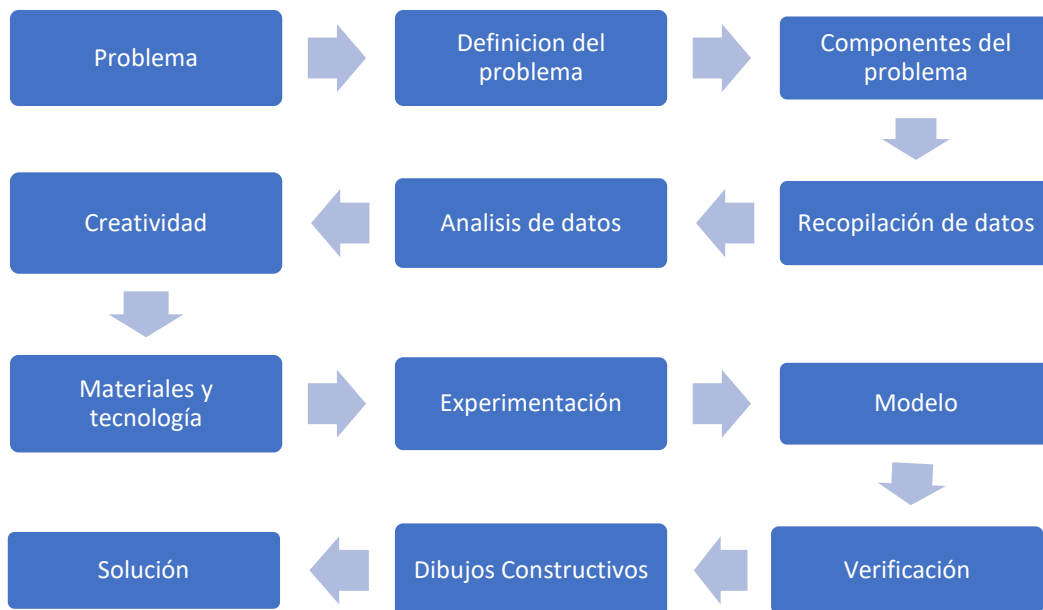 Problema
Definicion del
problema
Componentes del
problema
Recopilación de datos
Analisis de datos
Creatividad
Materiales y
tecnología
Experimentación
Modelo
Verificación
Dibujos Constructivos
Solución